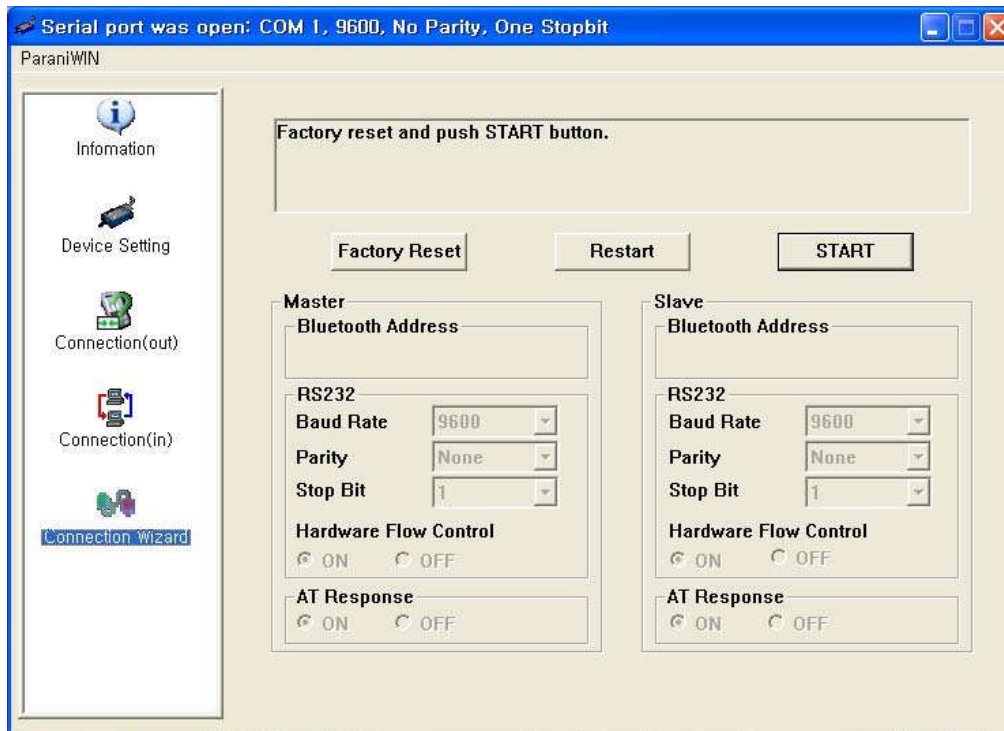 Serial port was open: COM 1, 9600, No Parity, One Stopbit
ParaniWIN
Infomation
Device Setting
Connection(out)
Connection(in)
Connection Wizard
Factory reset and push START button.
Factory Reset Restart START
Master
Bluetooth Address
RS232
Baud Rate 9600
Parity None
Stop Bit 1
Hardware Flow Control
ON OFF
AT Response
ON OFF
Slave
Bluetooth Address
RS232
Baud Rate 9600
Parity None
Stop Bit 1
Hardware Flow Control
ON OFF
AT Response
ON OFF